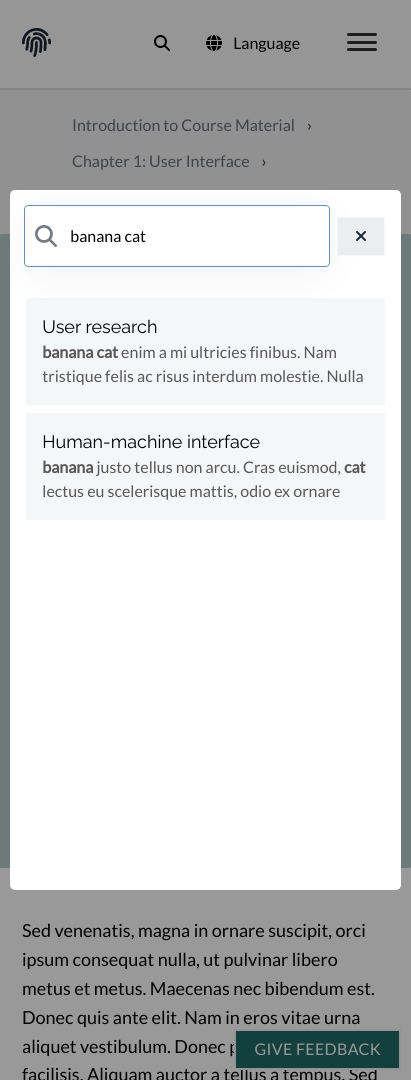 Language
Introduction to Course Material ›
Chapter 1: User Interface ›
banana cat
User research
banana cat enim a mi ultricies finibus. Nam
tristique felis ac risus interdum molestie. Nulla
Human-machine interface
banana justo tellus non arcu. Cras euismod, cat
lectus eu scelerisque mattis, odio ex ornare
Sed venenatis, magna in ornare suscipit, orci
ipsum consequat nulla, ut pulvinar libero
metus et metus. Maecenas nec bibendum est.
Donec quis ante elit. Nam in eros vitae urna
aliquet vestibulum. Donec
GIVE FEEDBACK
facilisis. Aliquam auctor a tellus a tempus. Sed